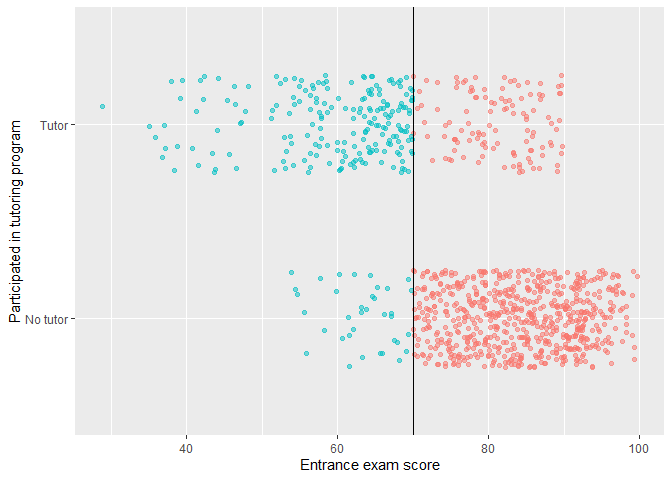 Participated in tutoring program
Tutor
No tutor
40
60
80
100
Entrance exam score